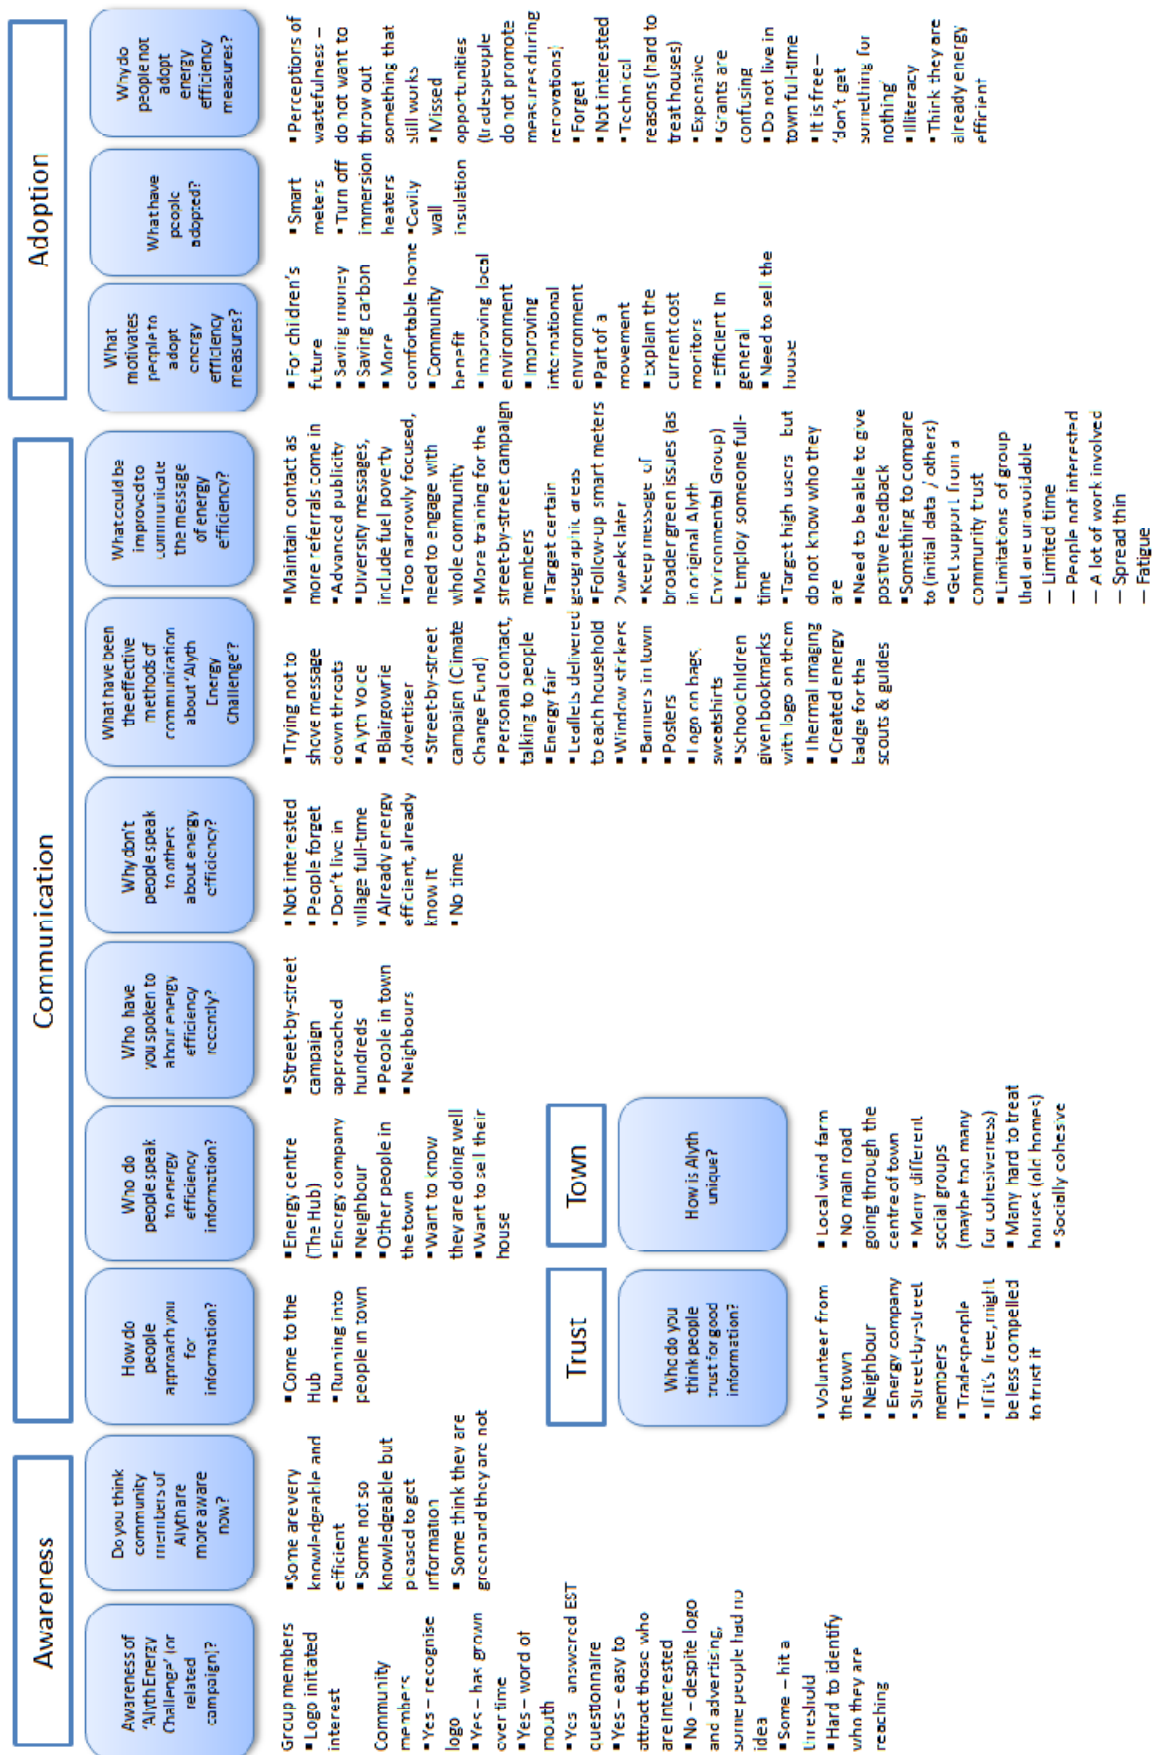 Awareness
Awareness of
'Alyth Energy
Challenge' (or
related
campaign)?
Group members
▪ Logo initiated
interest
Community
members
▪ Yes – recognise
logo
▪ Yes – has grown
over time
▪ Yes – word of
mouth
▪ Yes answered EST
questionnaire
▪ Yes – easy to
attract those who
are interested
▪ No – despite logo
and advertising,
some people had no
idea
▪ Some – hit a
threshold
▪ Hard to identify
who they are
reaching
Do you think
community
members of
Alyth are
more aware
now?
▪ Some are very
knowledgeable and
efficient
▪ Some not so
knowledgeable but
pleased to get
information
▪ Some think they are
green and they are not
Communication
How do
people
approach you
for
information?
▪ Come to the
Hub
▪ Running into
people in town
Who do
people speak
to energy
efficiency
information?
▪ Energy centre
(The Hub)
▪ Energy company
▪ Neighbour
▪ Other people in
the town
▪ Want to know
they are doing well
▪ Want to sell their
house
Who have
you spoken to
about energy
efficiency
recently?
▪ Street-by-street
campaign
approached
hundreds
▪ People in town
▪ Neighbours
Why don't
people speak
to others
about energy
efficiency?
▪ Not interested
▪ People forget
▪ Don't live in
village full-time
▪ Already energy
efficient, already
know it
▪ No time
What have been
the effective
methods of
communication
about 'Alyth
Energy
Challenge'?
▪ Trying not to
shove message
down threats
▪ Alyth Voice
▪ Blairgowrie
Advertiser
▪ Street-by-street
campaign (Climate
Change Fund)
▪ Personal contact,
talking to people
▪ Energy fair
▪ Leaflets delivered
to each household
▪ Window stickers
▪ Banners in town
▪ Posters
▪ Logo on bags,
sweatshirts
▪ School children
given bookmarks
with logo on them
▪ Thermal imaging
▪ Created energy
badge for the
scouts & guides
What could be
improved to
communicate
the message
of energy
efficiency?
▪ Maintain contact as
more referrals come in
▪ Advanced publicity
▪ Diversity messages,
include fuel poverty
▪ Too narrowly focused,
need to engage with
whole community
▪ More training for the
street-by-street campaign
members
▪ Target certain
geographic areas
▪ Follow-up smart meters
2 weeks later
▪ Keep message of
broader green issues (as
in original Alyth
Environmental Group)
▪ Employ someone full-
time
▪ Target high users but
do not know who they
are
▪ Need to be able to give
positive feedback
▪ Something to compare
to (initial data / others)
▪ Get support from a
community trust
▪ Limitations of group
that are unavoidable
– Limited time
– People not interested
– A lot of work involved
– Spread thin
– Fatigue
Adoption
What
motivates
people to
adopt
energy
efficiency
measures?
▪ For children's
future
▪ Saving money
▪ Saving carbon
▪ More
comfortable home
▪ Community
benefit
▪ Improving local
environment
▪ Improving
international
environment
▪ Part of a
movement
▪ Explain the
current cost
monitors
▪ Efficient in
general
▪ Need to sell the
house
What have
people
adopted?
▪ Smart
meters
▪ Turn off
immersion
heaters
▪ Cavity
wall
insulation
Why do
people not
adopt
energy
efficiency
measures?
▪ Perceptions of
wastefulness –
do not want to
throw out
something that
still works
▪ Missed
opportunities
(tradespeople
do not promote
measures during
renovations)
▪ Forget
▪ Not interested
▪ Technical
reasons (hard to
treat houses)
▪ Expensive
▪ Grants are
confusing
▪ Do not live in
town full-time
▪ It is free –
'don't get
something for
nothing
▪ Illiteracy
▪ Think they are
already energy
efficient
Trust
Who do you
think people
trust for good
information?
▪ Volunteer from
the town
▪ Neighbour
▪ Energy company
▪ Street-by-street
members
▪ Tradespeople
▪ If it's free, might
be less compelled
to trust it
Town
How is Alyth
unique?
▪ Local wind farm
▪ No main road
going through the
centre of town
▪ Many different
social groups
(maybe too many
for cohesiveness)
▪ Many hard to treat
houses (old homes)
▪ Socially cohesive